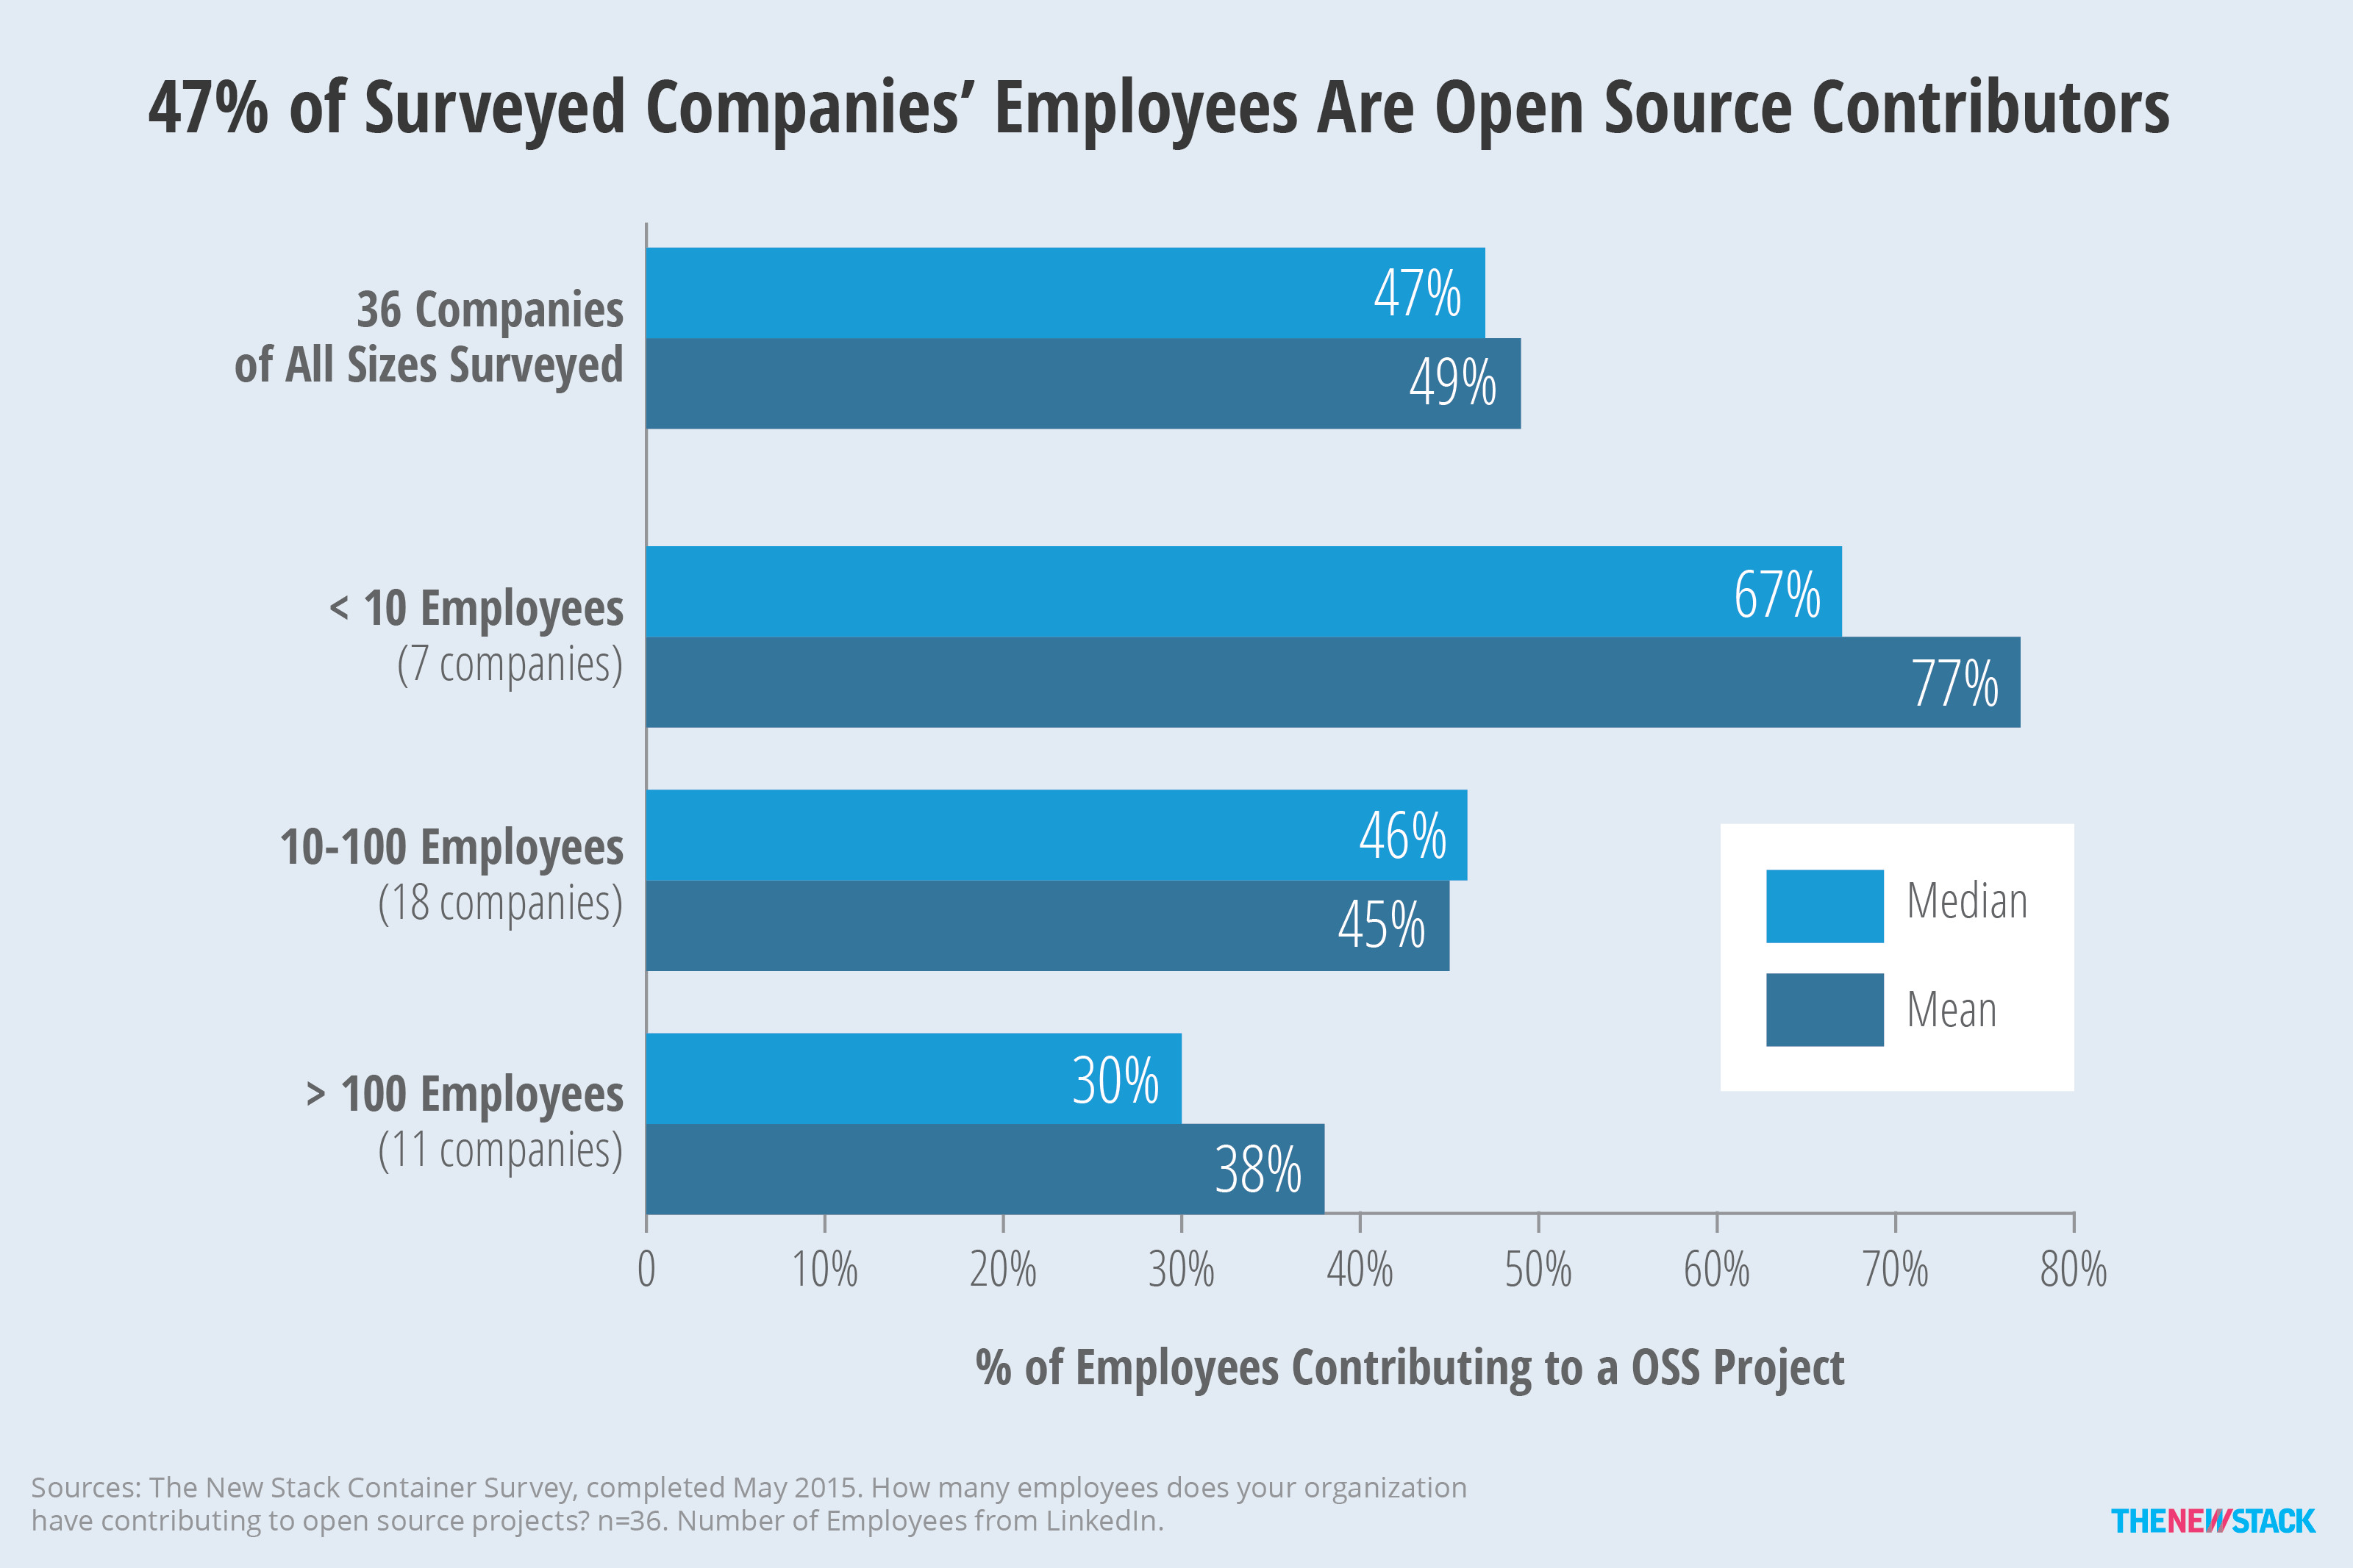 47% of Surveyed Companies’ Employees Are Open Source Contributors
36 Companies
of All Sizes Surveyed
47%
49%
< 10 Employees
(7 companies)
67%
77%
10-100 Employees
(18 companies)
46%
45%
> 100 Employees
(11 companies)
30%
38%
Median
Mean
0 10% 20% 30% 40% 50% 60% 70% 80%
% of Employees Contributing to a OSS Project
Sources: The New Stack Container Survey, completed May 2015. How many employees does your organization
have contributing to open source projects? n=36. Number of Employees from LinkedIn.
THENEWSTACK